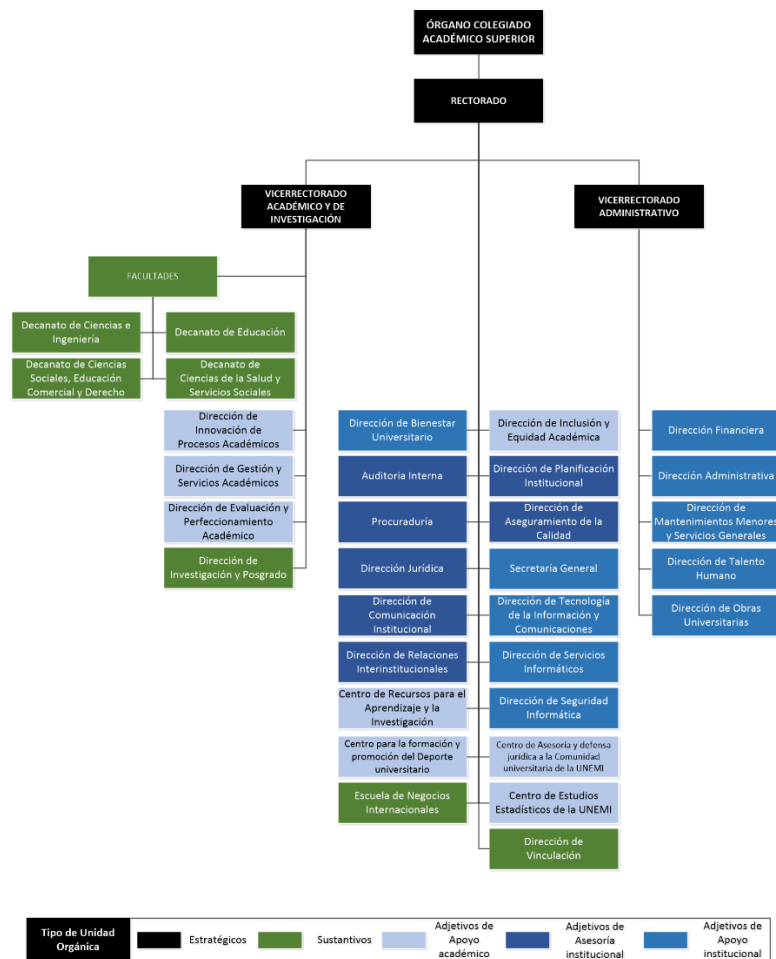 ÓRGANO COLEGIADO
ACADÉMICO SUPERIOR
RECTORADO
VICERRECTORADO
ACADÉMICO Y DE
INVESTIGACIÓN
VICERRECTORADO
ADMINISTRATIVO
FACULTADES
Decanato de Ciencias e
Ingeniería
Decanato de Educación
Decanato de Ciencias
Sociales, Educación
Comercial y Derecho
Decanato de
Ciencias de la Salud y
Servicios Sociales
Dirección de
Innovación de
Procesos Académicos
Dirección de Gestión y
Servicios Académicos
Dirección de Evaluación y
Perfeccionamiento
Académico
Dirección de
Investigación y Posgrado
Dirección de Bienestar
Universitario
Dirección de Inclusión y
Equidad Académica
Auditoria Interna
Dirección de Planificación
Institucional
Procuraduría
Dirección de
Aseguramiento de la
Calidad
Dirección Jurídica
Secretaría General
Dirección de
Comunicación
Institucional
Dirección de Tecnología
de la Información y
Comunicaciones
Dirección de Relaciones
Interinstitucionales
Dirección de Servicios
Informáticos
Centro de Recursos para el
Aprendizaje y la
Investigación
Dirección de Seguridad
Informática
Centro para la formación y
promoción del Deporte
universitario
Centro de Asesoría y defensa
jurídica a la Comunidad
universitaria de la UNEMI
Escuela de Negocios
Internacionales
Centro de Estudios
Estadísticos de la UNEMI
Dirección de
Vinculación
Dirección Financiera
Dirección Administrativa
Dirección de
Mantenimientos Menores
y Servicios Generales
Dirección de Talento
Humano
Dirección de Obras
Universitarias
Tipo de Unidad
Orgánica
Estratégicos
Sustantivos
Adjetivos de
Apoyo
académico
Adjetivos de
Asesoría
institucional
Adjetivos de
Apoyo
institucional